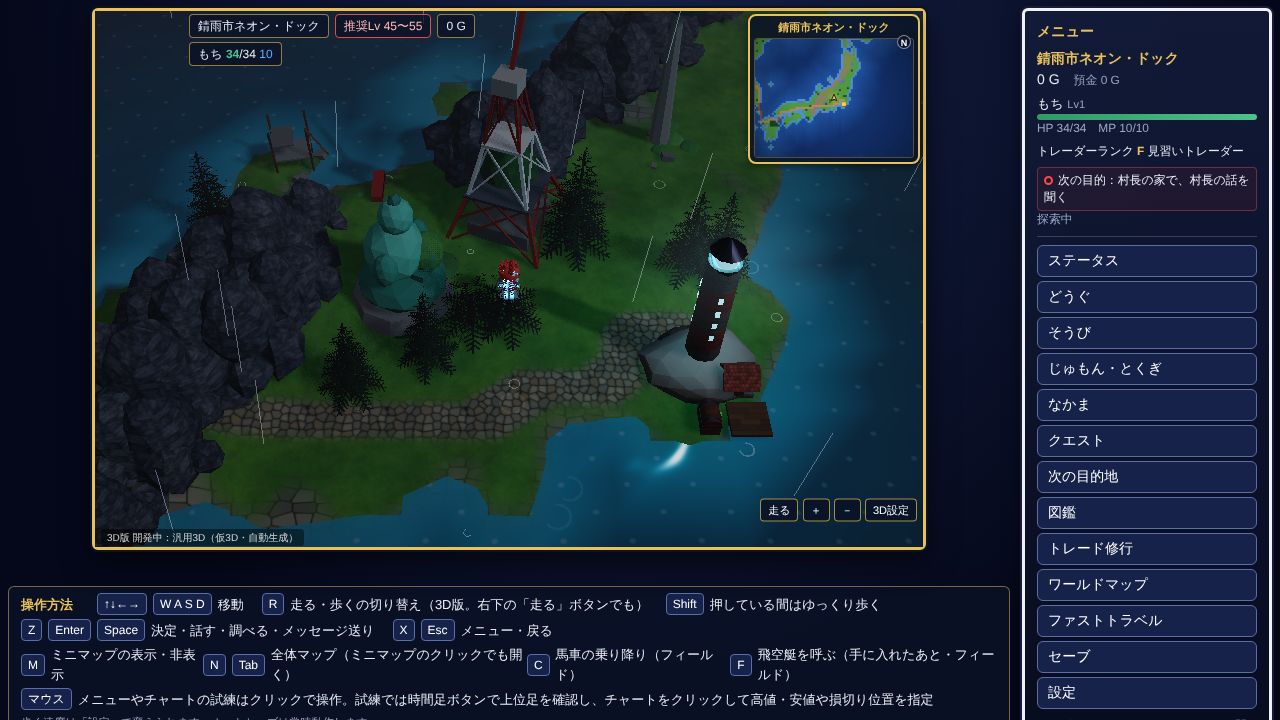 錆雨市ネオン・ドック
推奨Lv 45〜55
0 G
もち 34/34 10
錆雨市ネオン・ドック
N
走る
+
-
3D設定
3D版 開発中：汎用3D（仮3D・自動生成）
メニュー
錆雨市ネオン・ドック
0 G 預金 0 G
もち Lv1
HP 34/34 MP 10/10
トレーダーランク F 見習いトレーダー
次の目的：村長の家で、村長の話を
聞く
探索中
ステータス
どうぐ
そうび
じゅもん・とくぎ
なかま
クエスト
次の目的地
図鑑
トレード修行
ワールドマップ
ファストトラベル
セーブ
設定
操作方法 ↑↓←→ W A S D 移動 R 走る・歩くの切り替え（3D版。右下の「走る」ボタンでも） Shift 押している間はゆっくり歩く
Z Enter Space 決定・話す・調べる・メッセージ送り X Esc メニュー・戻る
M ミニマップの表示・非表示 N Tab 全体マップ（ミニマップのクリックでも開く） C 馬車の乗り降り（フィールド） F 飛空艇を呼ぶ（手に入れたあと・フィールド）
マウス メニューやチャートの試練はクリックで操作。試練では時間足ボタンで上位足を確認し、チャートをクリックして高値・安値や損切り位置を指定